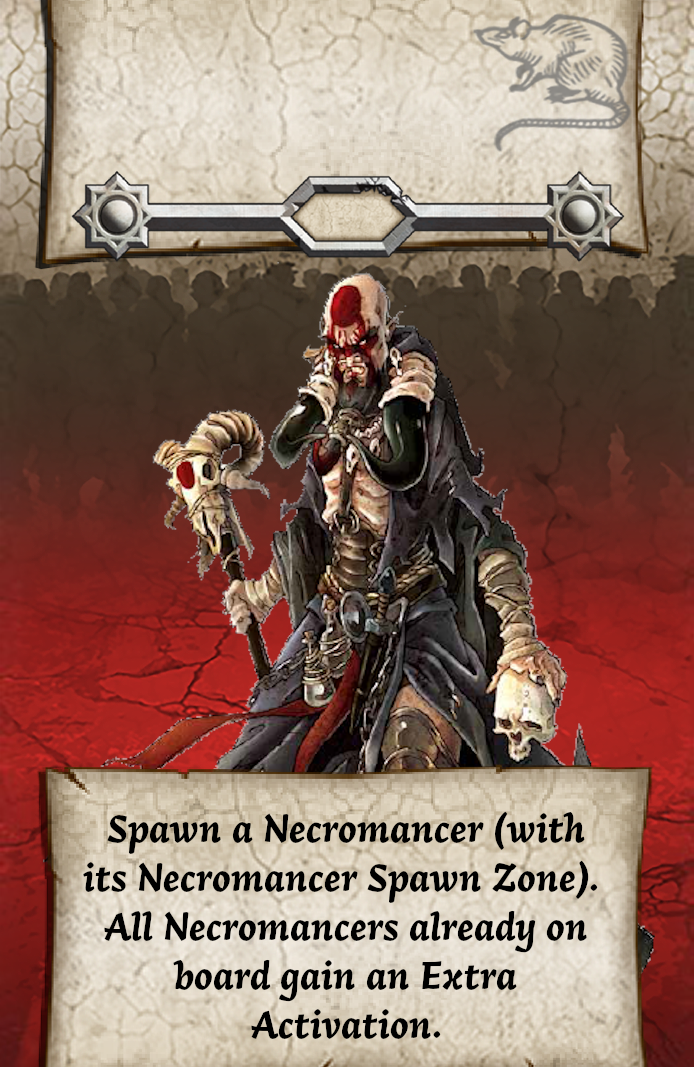 Spawn a Necromancer (with
its Necromancer Spawn Zone).
All Necromancers already on
board gain an Extra
Activation.